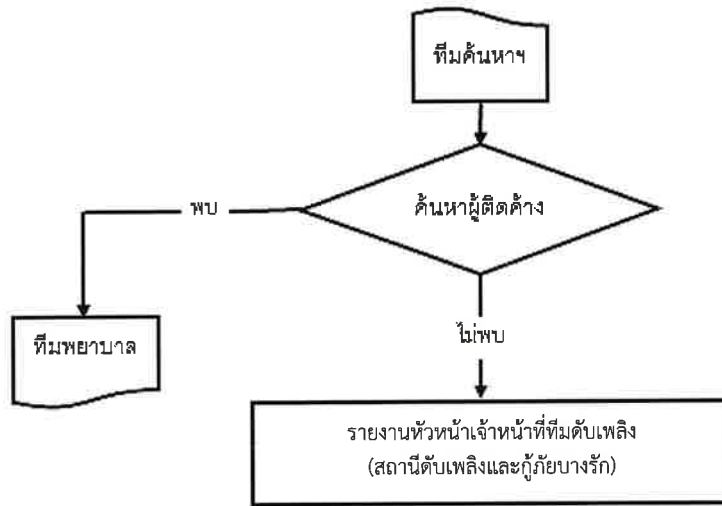 ทีมค้นหาฯ
ค้นหาผู้ติดค้าง
พบ
ทีมพยาบาล
ไม่พบ
รายงานหัวหน้าเจ้าหน้าที่ทีมดับเพลิง
(สถานีดับเพลิงและกู้ภัยบางรัก)